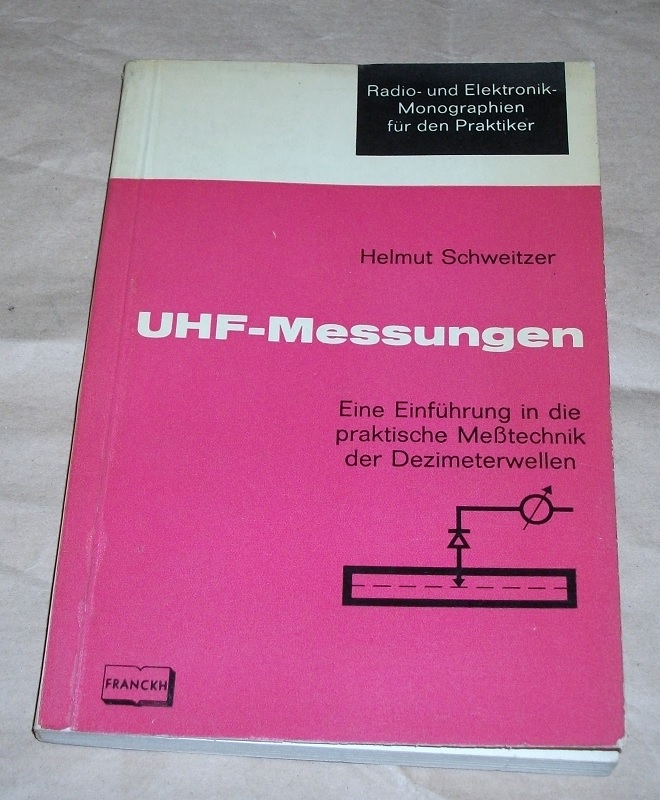 Radio- und Elektronik-
Monographien
für den Praktiker
Helmut Schweitzer
UHF-Messungen
Eine Einführung in die
praktische Meßtechnik
der Dezimeterwellen
FRANCKH